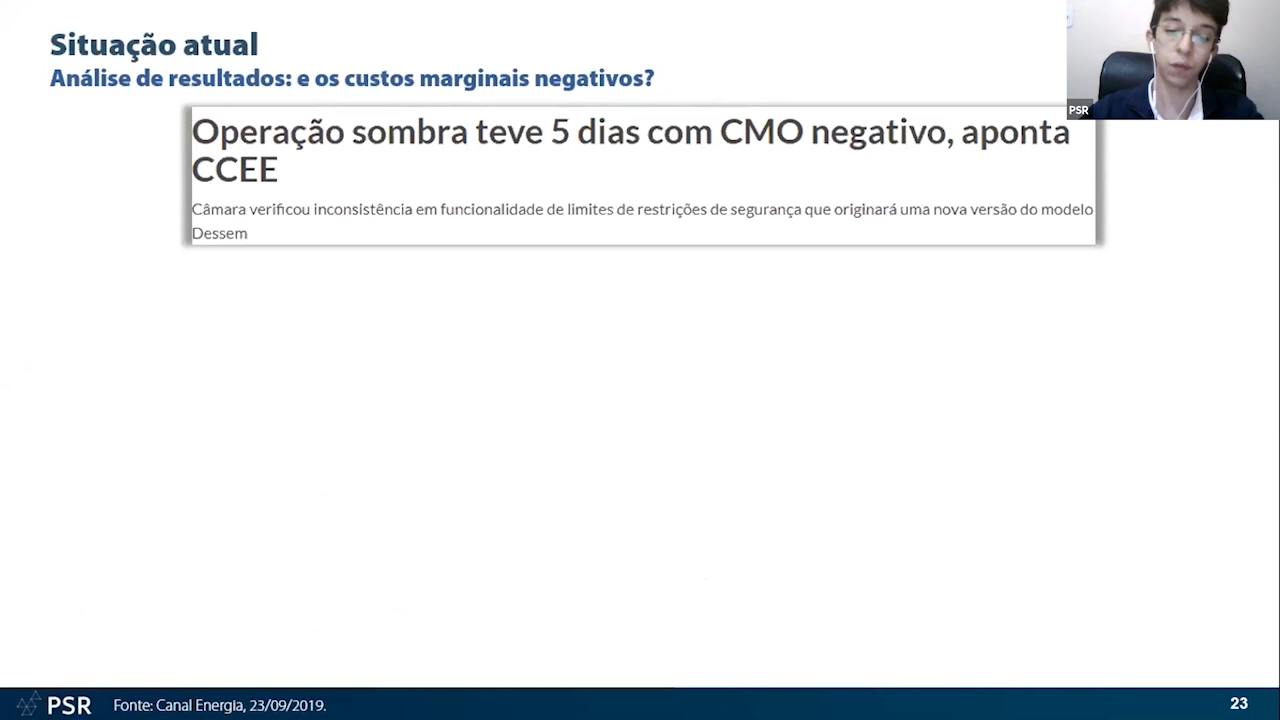 Situação atual
Análise de resultados: e os custos marginais negativos?
PSR
Operação sombra teve 5 dias com CMO negativo, aponta
CCEE
Câmara verificou inconsistência em funcionalidade de limites de restrições de segurança que originará uma nova versão do modelo
Dessem
PSR
Fonte: Canal Energia, 23/09/2019.
23